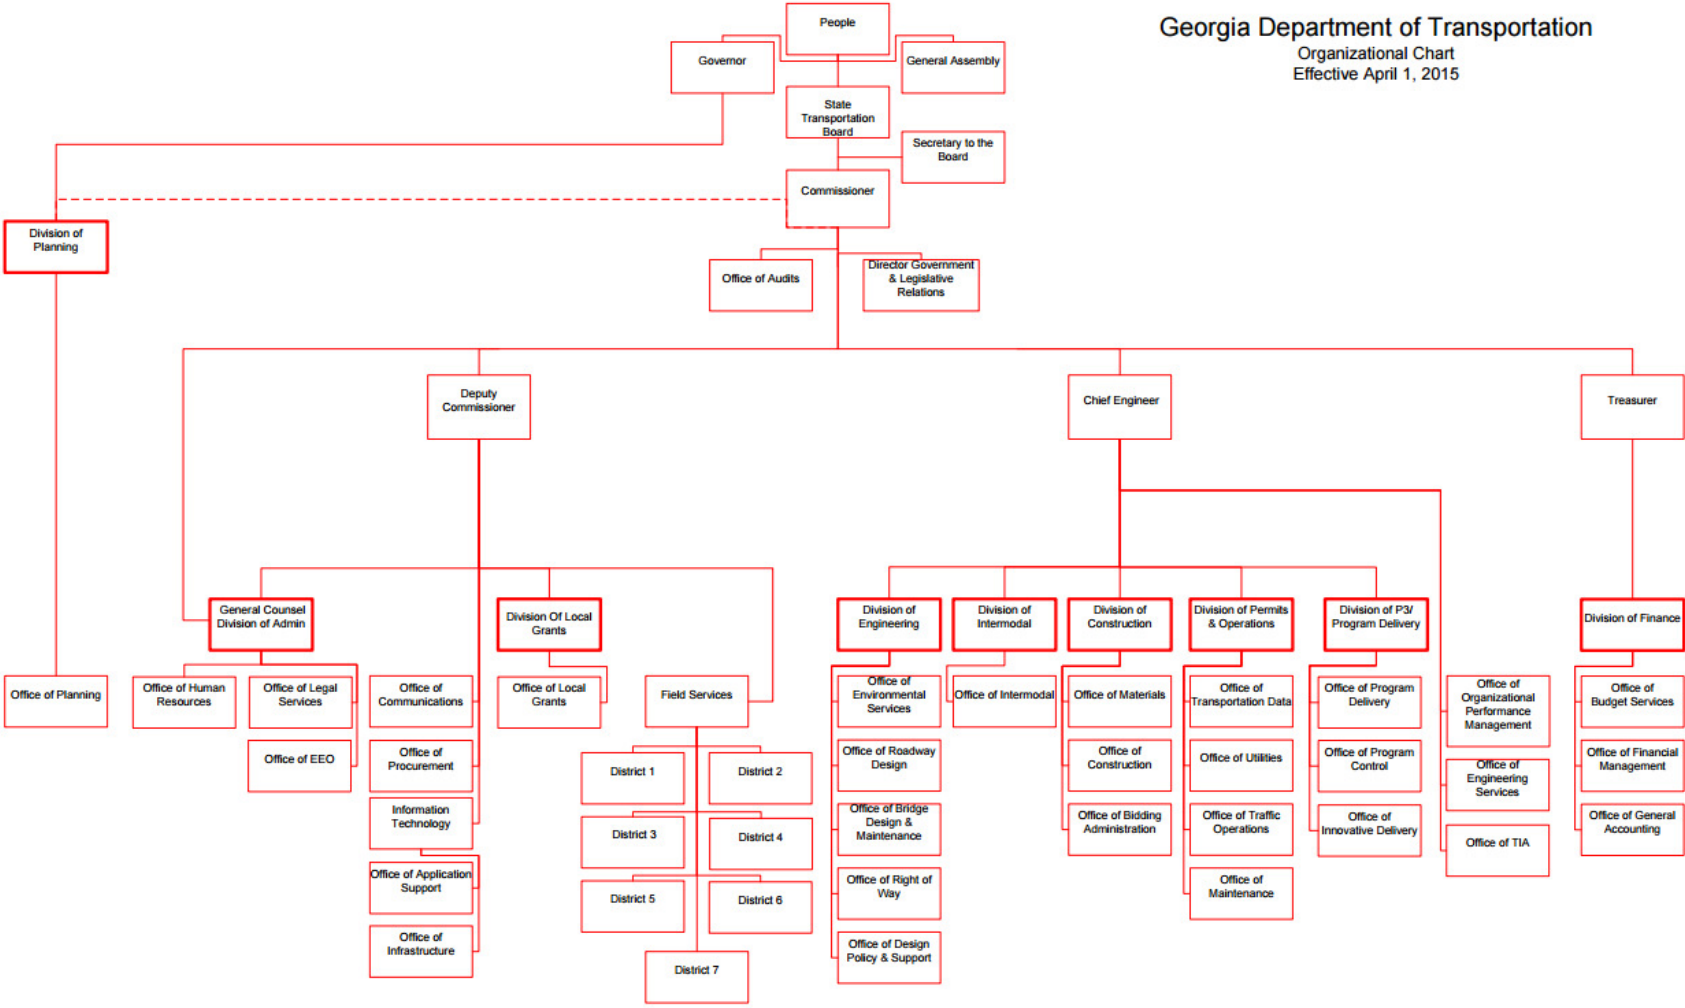 Georgia Department of Transportation
Organizational Chart
Effective April 1, 2015
People
Governor
General Assembly
State
Transportation
Board
Secretary to the
Board
Commissioner
Division of
Planning
Office of Audits
Director Government
& Legislative
Relations
Deputy
Commissioner
Chief Engineer
Treasurer
General Counsel
Division of Admin
Division Of Local
Grants
Division of
Engineering
Division of
Intermodal
Division of
Construction
Division of Permits
& Operations
Division of P3/
Program Delivery
Division of Finance
Office of Planning
Office of Human
Resources
Office of Legal
Services
Office of EEO
Office of
Communications
Office of
Procurement
Information
Technology
Office of Application
Support
Office of
Infrastructure
Office of Local
Grants
Field Services
District 1
District 2
District 3
District 4
District 5
District 6
District 7
Office of
Environmental
Services
Office of Roadway
Design
Office of Bridge
Design &
Maintenance
Office of Right of
Way
Office of Design
Policy & Support
Office of Intermodal
Office of Materials
Office of
Construction
Office of Bidding
Administration
Office of
Transportation Data
Office of Utilities
Office of Traffic
Operations
Office of
Maintenance
Office of Program
Delivery
Office of Program
Control
Office of
Innovative Delivery
Office of
Organizational
Performance
Management
Office of
Engineering
Services
Office of TIA
Office of
Budget Services
Office of Financial
Management
Office of General
Accounting